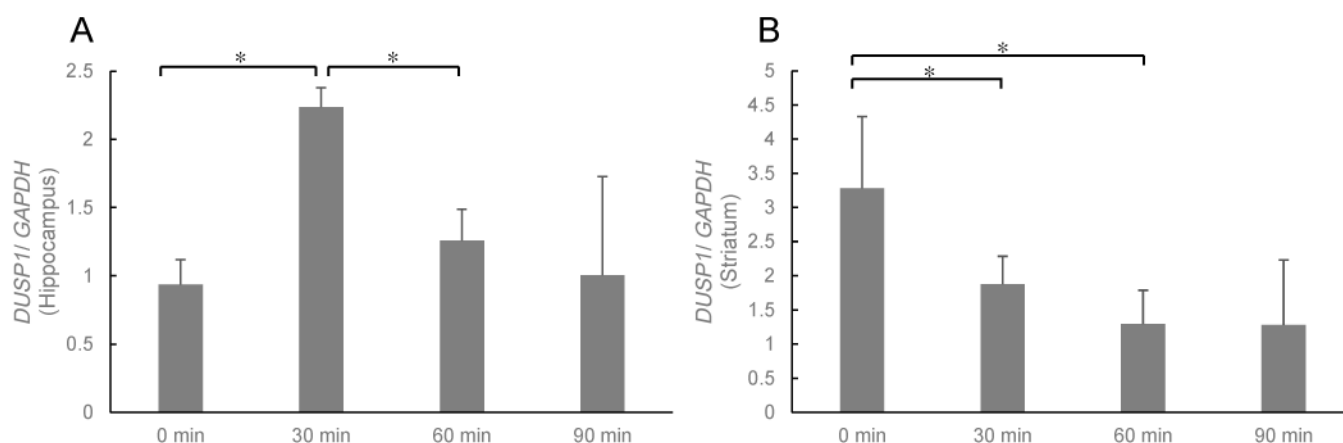 A
*
*
2.5
2
1.5
1
0.5
0
DUSP1/ GAPDH
(Hippocampus)
0 min
30 min
60 min
90 min
B
*
*
5
4.5
4
3.5
3
2.5
2
1.5
1
0.5
0
DUSP1/ GAPDH
(Striatum)
0 min
30 min
60 min
90 min